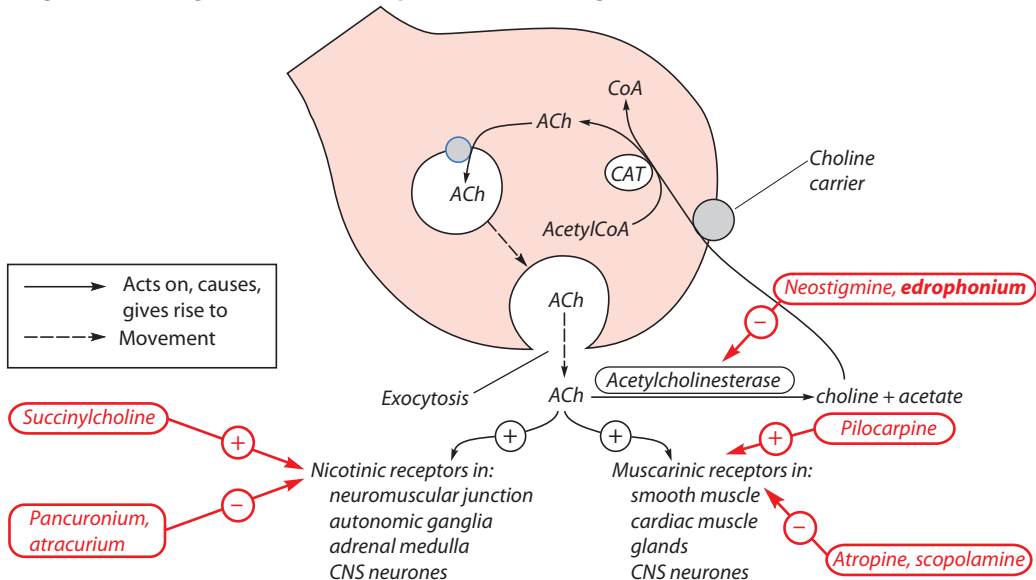 CoA
ACh
CAT
Choline
carrier
ACh
AcetylCoA
Acts on, causes,
gives rise to
Movement
Neostigmine, edrophonium
ACh
Acetylcholinesterase
Exocytosis
ACh
choline + acetate
Succinylcholine
Pilocarpine
+
+
+
+
Nicotinic receptors in:
neuromuscular junction
autonomic ganglia
adrenal medulla
CNS neurones
Muscarinic receptors in:
smooth muscle
cardiac muscle
glands
CNS neurones
−
−
−
Pancuronium,
atracurium
Atropine, scopolamine